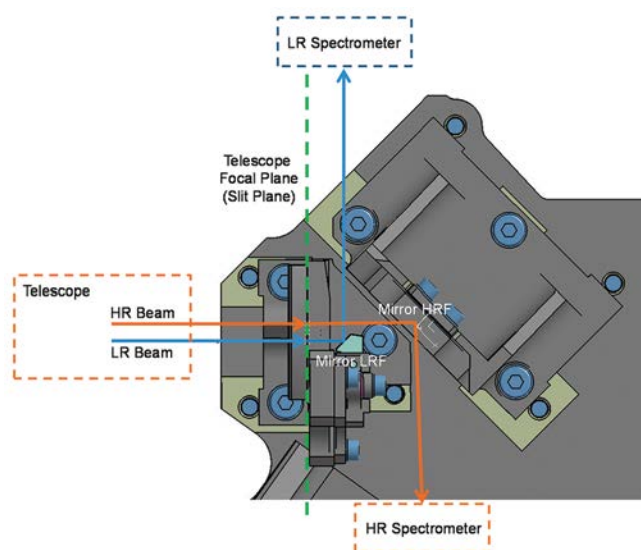 LR Spectrometer
Telescope
Focal Plane
(Slit Plane)
Telescope
HR Beam
LR Beam
Mirror HRF
Mirror LRF
HR Spectrometer